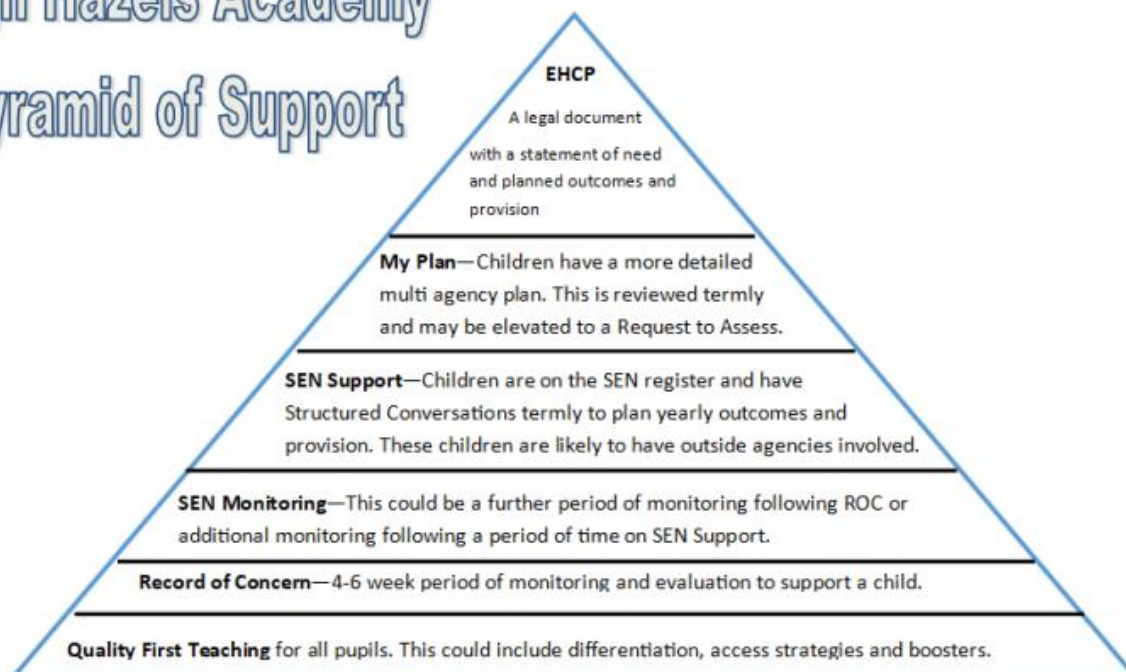 Hazels Academy
of Support
EHCP
A legal document
with a statement of need
and planned outcomes and
provision
My Plan—Children have a more detailed
multi agency plan. This is reviewed termly
and may be elevated to a Request to Assess.
SEN Support—Children are on the SEN register and have
Structured Conversations termly to plan yearly outcomes and
provision. These children are likely to have outside agencies involved.
SEN Monitoring—This could be a further period of monitoring following ROC or
additional monitoring following a period of time on SEN Support.
Record of Concern—4-6 week period of monitoring and evaluation to support a child.
Quality First Teaching for all pupils. This could include differentiation, access strategies and boosters.